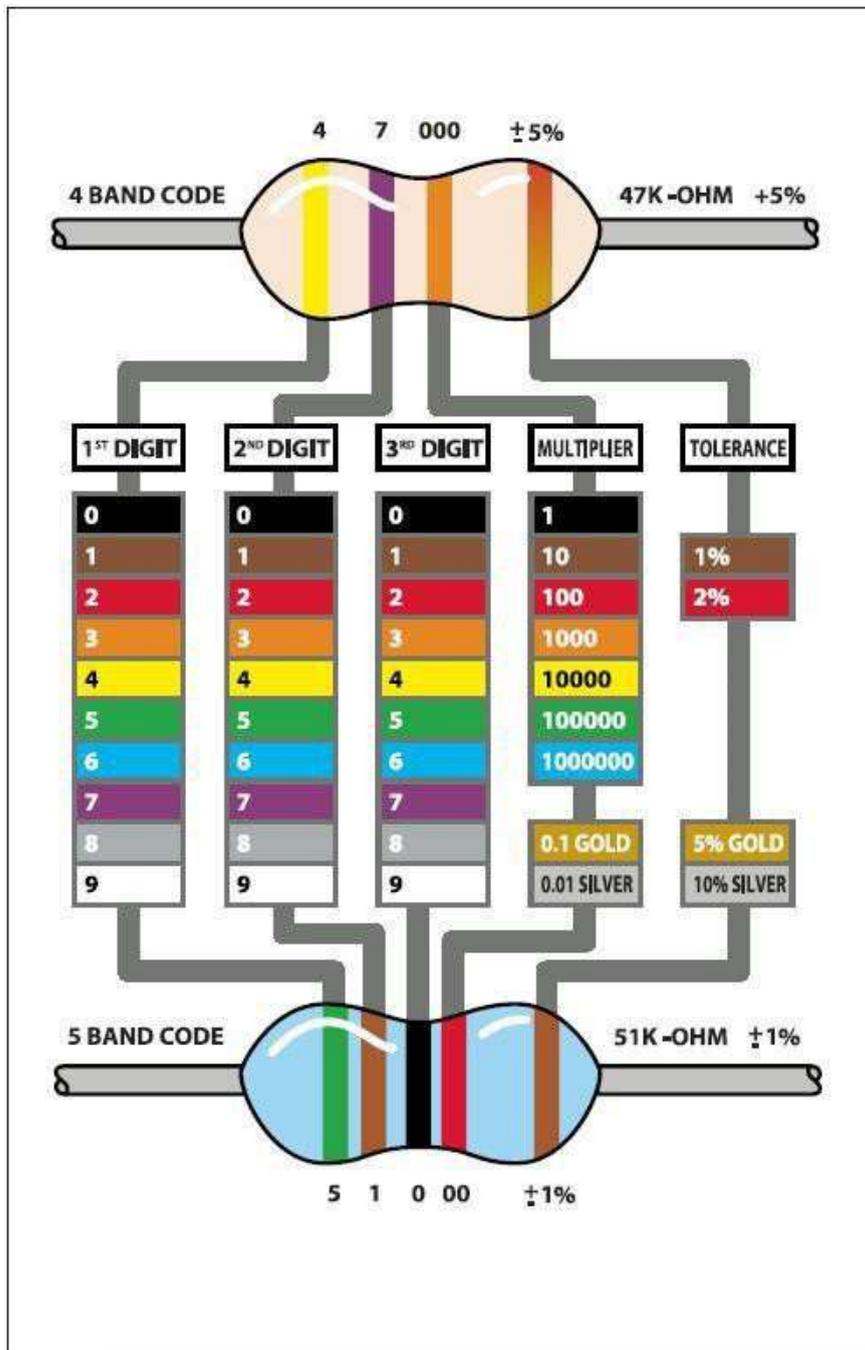 4 7 000 ±5%
4 BAND CODE 47K-OHM +5%
1ST DIGIT 2ND DIGIT 3RD DIGIT MULTIPLIER TOLERANCE
0 0 0 1
1 1 1 10 1%
2 2 2 100 2%
3 3 3 1000
4 4 4 10000
5 5 5 100000
6 6 6 1000000
7 7 7
8 8 8 0.1 GOLD 5% GOLD
9 9 9 0.01 SILVER 10% SILVER
5 BAND CODE 51K-OHM ±1%
5 1 0 00 ±1%